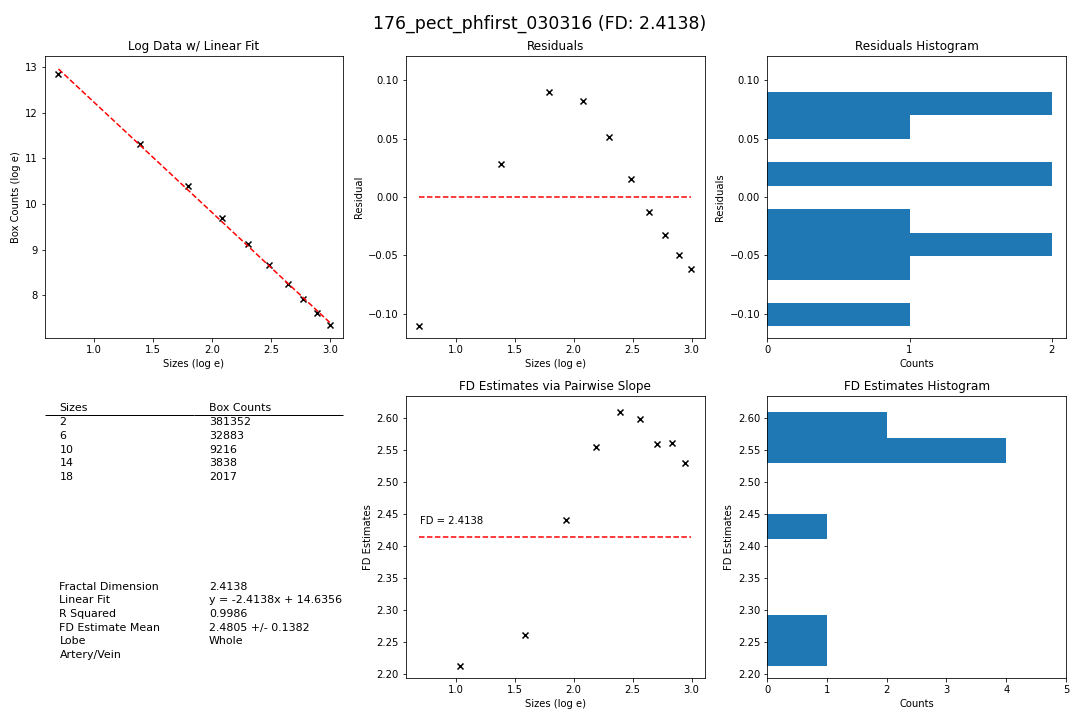 176_pect_phfirst_030316 (FD: 2.4138)
Log Data w/ Linear Fit
13
12
11
10
9
8
Box Counts (log e)
1.0 1.5 2.0 2.5 3.0
Sizes (log e)
Residuals
0.10
0.05
0.00
−0.05
−0.10
Residual
1.0 1.5 2.0 2.5 3.0
Sizes (log e)
Residuals Histogram
0.10
0.05
0.00
−0.05
−0.10
Residuals
0 1 2
Counts
Sizes Box Counts
2 381352
6 32883
10 9216
14 3838
18 2017
Fractal Dimension 2.4138
Linear Fit y = -2.4138x + 14.6356
R Squared 0.9986
FD Estimate Mean 2.4805 +/- 0.1382
Lobe Whole
Artery/Vein
FD Estimates via Pairwise Slope
2.60
2.55
2.50
2.45
2.40
2.35
2.30
2.25
2.20
FD Estimates
FD = 2.4138
1.0 1.5 2.0 2.5 3.0
Sizes (log e)
FD Estimates Histogram
2.60
2.55
2.50
2.45
2.40
2.35
2.30
2.25
2.20
FD Estimates
0 1 2 3 4 5
Counts